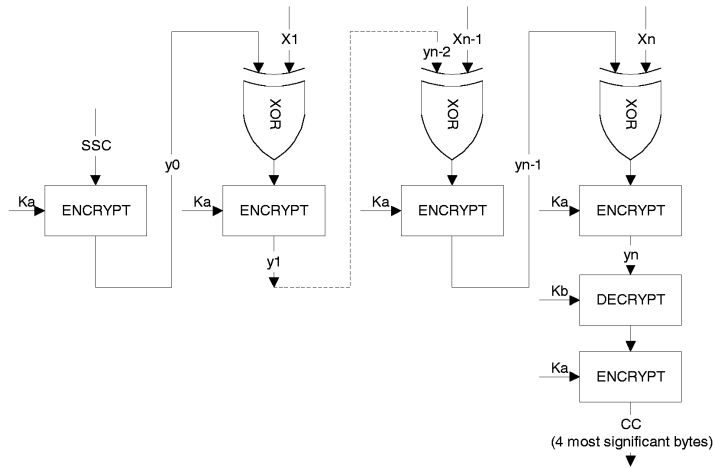 X1
yn-2
Xn-1
Xn
XOR
XOR
XOR
SSC
y0
yn-1
Ka
ENCRYPT
Ka
ENCRYPT
Ka
ENCRYPT
Ka
ENCRYPT
y1
yn
Kb
DECRYPT
Ka
ENCRYPT
CC
(4 most significant bytes)